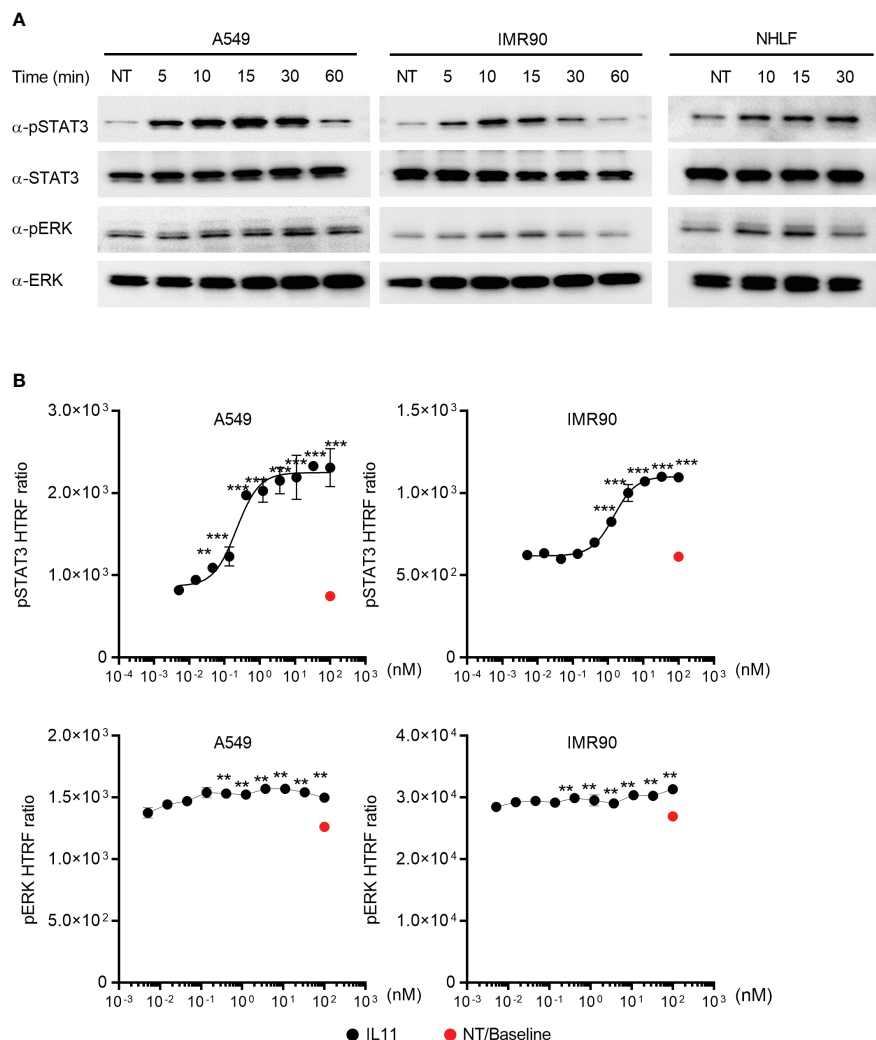 A
A549 IMR90 NHLF
Time (min) NT 5 10 15 30 60 NT 5 10 15 30 60 NT 10 15 30
α-pSTAT3
α-STAT3
α-pERK
α-ERK
B
A549
pSTAT3 HTRF ratio
3.0×10³
2.0×10³
1.0×10³
0
** *** *** *** *** *** *** ***
10⁻⁴ 10⁻³ 10⁻² 10⁻¹ 10⁰ 10¹ 10² 10³ (nM)
IMR90
pSTAT3 HTRF ratio
1.5×10³
1.0×10³
5.0×10²
0
*** *** *** *** ***
10⁻⁴ 10⁻³ 10⁻² 10⁻¹ 10⁰ 10¹ 10² 10³ (nM)
A549
pERK HTRF ratio
2.0×10³
1.5×10³
1.0×10³
5.0×10²
0
** ** ** ** ** **
10⁻³ 10⁻² 10⁻¹ 10⁰ 10¹ 10² 10³ (nM)
IMR90
pERK HTRF ratio
4.0×10⁴
3.0×10⁴
2.0×10⁴
1.0×10⁴
0
** ** ** ** ** **
10⁻³ 10⁻² 10⁻¹ 10⁰ 10¹ 10² 10³ (nM)
IL11 NT/Baseline